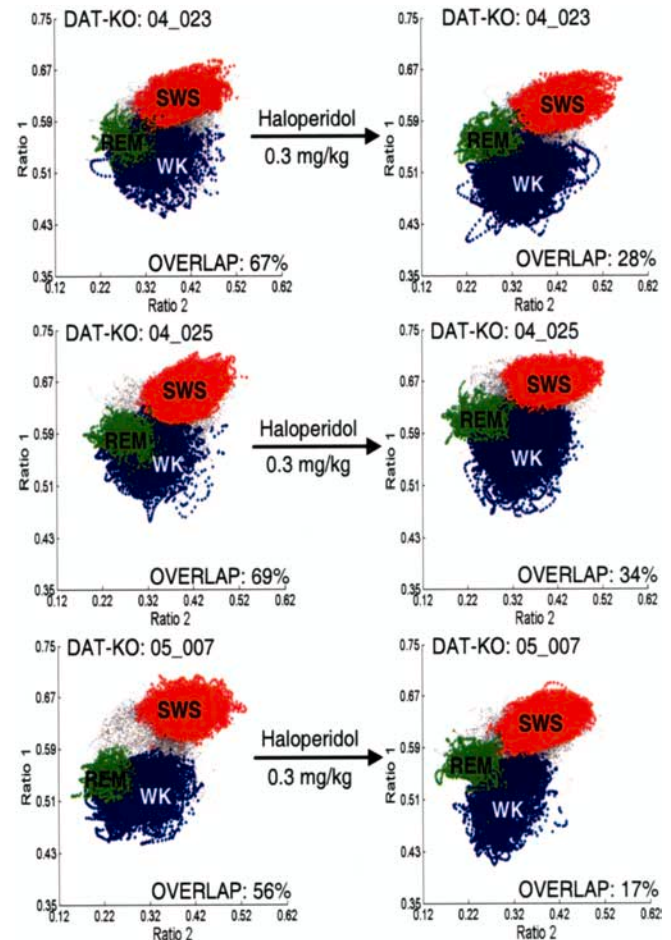 DAT-KO: 04_023
DAT-KO: 04_023
0.75
0.67
0.59
0.51
0.43
0.35
Ratio 1
SWS
REM
WK
OVERLAP: 67%
0.12 0.22 0.32 0.42 0.52 0.62
Ratio 2
Haloperidol
0.3 mg/kg
0.75
0.67
0.59
0.51
0.43
0.35
Ratio 1
SWS
REM
WK
OVERLAP: 28%
0.12 0.22 0.32 0.42 0.52 0.62
Ratio 2
DAT-KO: 04_025
DAT-KO: 04_025
0.75
0.67
0.59
0.51
0.43
0.35
Ratio 1
SWS
REM
WK
OVERLAP: 69%
0.12 0.22 0.32 0.42 0.52 0.62
Ratio 2
Haloperidol
0.3 mg/kg
0.75
0.67
0.59
0.51
0.43
0.35
Ratio 1
SWS
REM
WK
OVERLAP: 34%
0.12 0.22 0.32 0.42 0.52 0.62
Ratio 2
DAT-KO: 05_007
DAT-KO: 05_007
0.75
0.67
0.59
0.51
0.43
0.35
Ratio 1
SWS
REM
WK
OVERLAP: 56%
0.12 0.22 0.32 0.42 0.52 0.62
Ratio 2
Haloperidol
0.3 mg/kg
0.75
0.67
0.59
0.51
0.43
0.35
Ratio 1
SWS
REM
WK
OVERLAP: 17%
0.12 0.22 0.32 0.42 0.52 0.62
Ratio 2